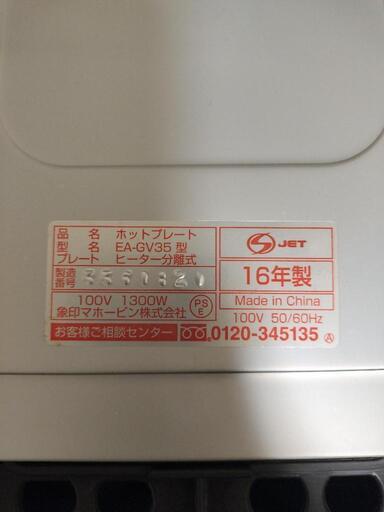 品 名 ホットプレート
型 名 EA-GV35 型
プレート ヒーター分離式
製造番号
100V 1300W
PSE
象印マホービン株式会社
お客様ご相談センター 0120-345135 Ⓐ
S JET
16年製
Made in China
100V 50/60Hz